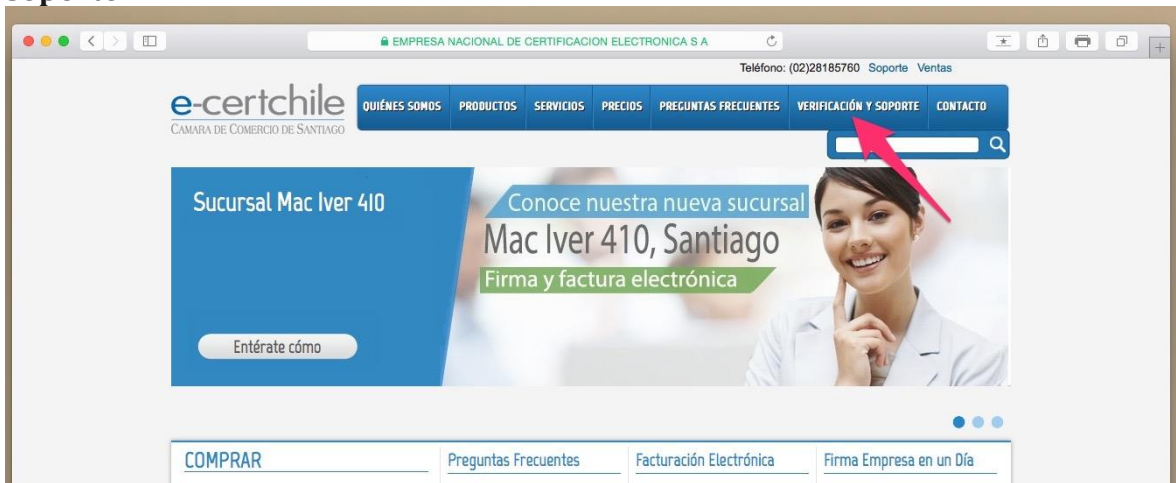 EMPRESA NACIONAL DE CERTIFICACION ELECTRONICA S A
Teléfono: (02)28185760 Soporte Ventas
e-certchile
CAMARA DE COMERCIO DE SANTIAGO
QUIÉNES SOMOS PRODUCTOS SERVICIOS PRECIOS PREGUNTAS FRECUENTES VERIFICACIÓN Y SOPORTE CONTACTO
Sucursal Mac Iver 410
Conoce nuestra nueva sucursal
Mac Iver 410, Santiago
Firma y factura electrónica
Entérate cómo
COMPRAR
Preguntas Frecuentes
Facturación Electrónica
Firma Empresa en un Día